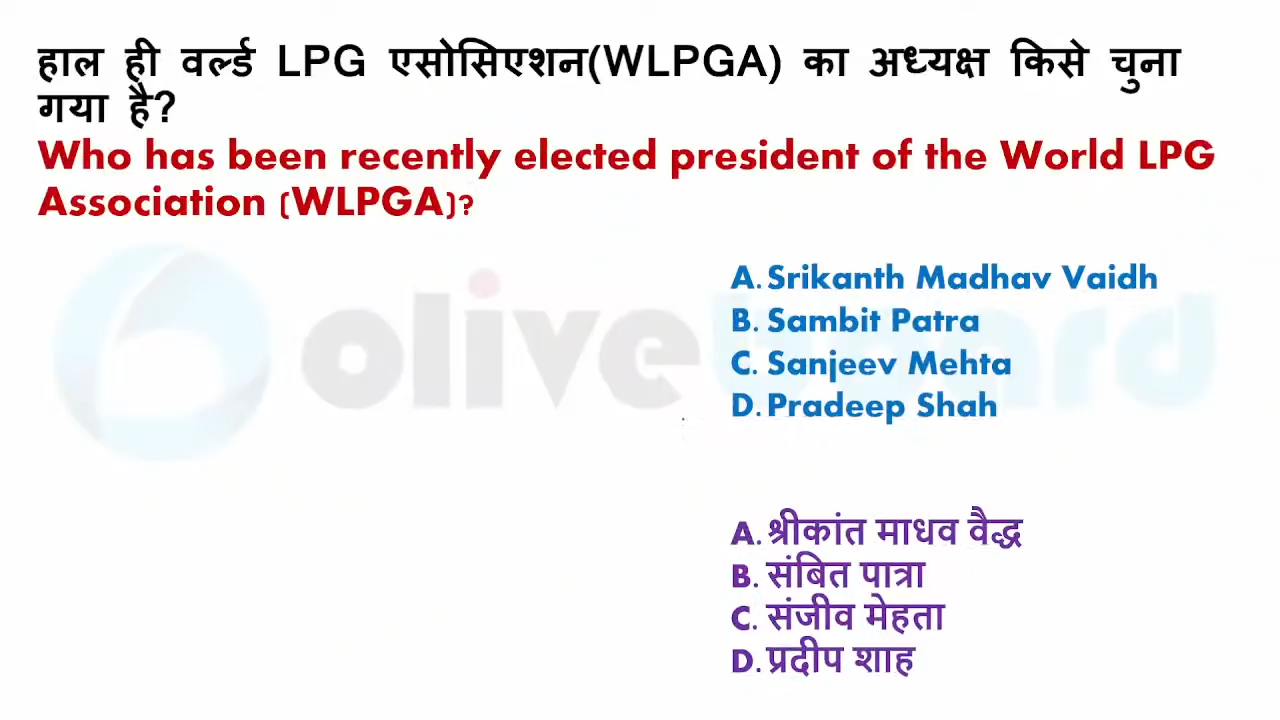 हाल ही वर्ल्ड LPG एसोसिएशन(WLPGA) का अध्यक्ष किसे चुना
गया है?
Who has been recently elected president of the World LPG
Association (WLPGA)?
oliveboard
A. Srikanth Madhav Vaidh
B. Sambit Patra
C. Sanjeev Mehta
D. Pradeep Shah
A. श्रीकांत माधव वैद्ध
B. संबित पात्रा
C. संजीव मेहता
D. प्रदीप शाह